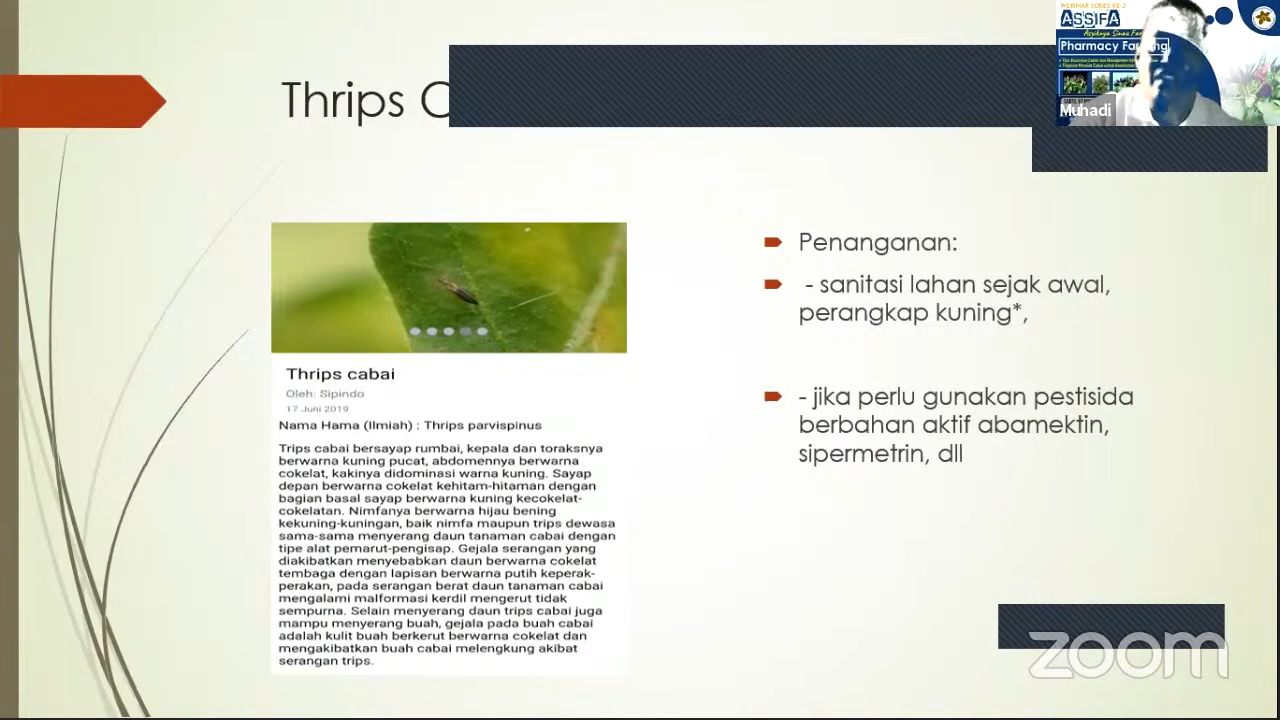 Thrips C
WEBINAR SERIES KE-2
ASSIFA
Pharmacy Fa
Muhadi
Thrips cabai
Oleh: Sipindo
17 Juni 2019
Nama Hama (Ilmiah) : Thrips parvispinus
Trips cabai bersayap rumbai, kepala dan toraksnya
berwarna kuning pucat, abdomennya berwarna
cokelat, kakinya didominasi warna kuning. Sayap
depan berwarna cokelat kehitam-hitaman dengan
bagian basal sayap berwarna kuning kecokelat-
cokelatan. Nimfanya berwarna hijau bening
kekuning-kuningan, baik nimfa maupun trips dewasa
sama-sama menyerang daun tanaman cabai dengan
tipe alat pemarut-pengisap. Gejala serangan yang
diakibatkan menyebabkan daun berwarna cokelat
tembaga dengan lapisan berwarna putih keperak-
perakan, pada serangan berat daun tanaman cabai
mengalami malformasi kerdil mengerut tidak
sempurna. Selain menyerang daun trips cabai juga
mampu menyerang buah, gejala pada buah cabai
adalah kulit buah berkerut berwarna cokelat dan
mengakibatkan buah cabai melengkung akibat
serangan trips.
Penanganan:
- sanitasi lahan sejak awal,
perangkap kuning*,
- jika perlu gunakan pestisida
berbahan aktif abamektin,
sipermetrin, dll
zoom